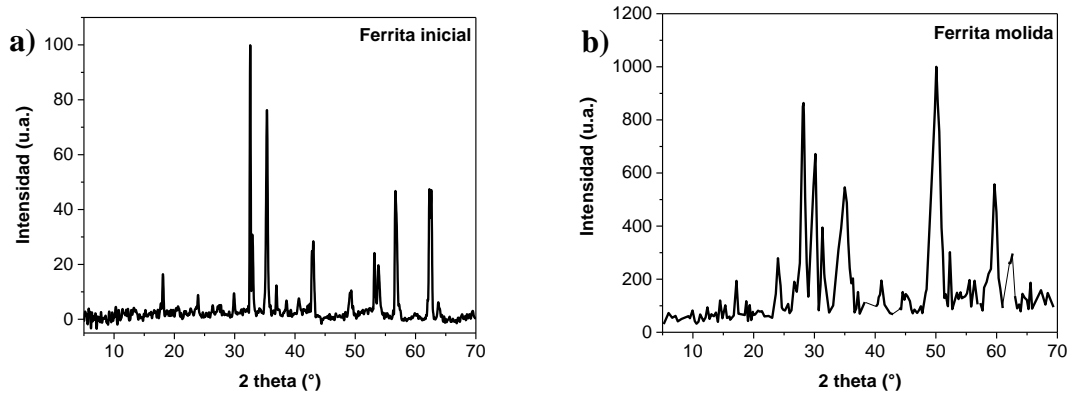 a)
Ferrita inicial
Intensidad (u.a.)
100
80
60
40
20
0
10 20 30 40 50 60 70
2 theta (°)
b)
Ferrita molida
Intensidad (u.a.)
1200
1000
800
600
400
200
0
10 20 30 40 50 60 70
2 theta (°)